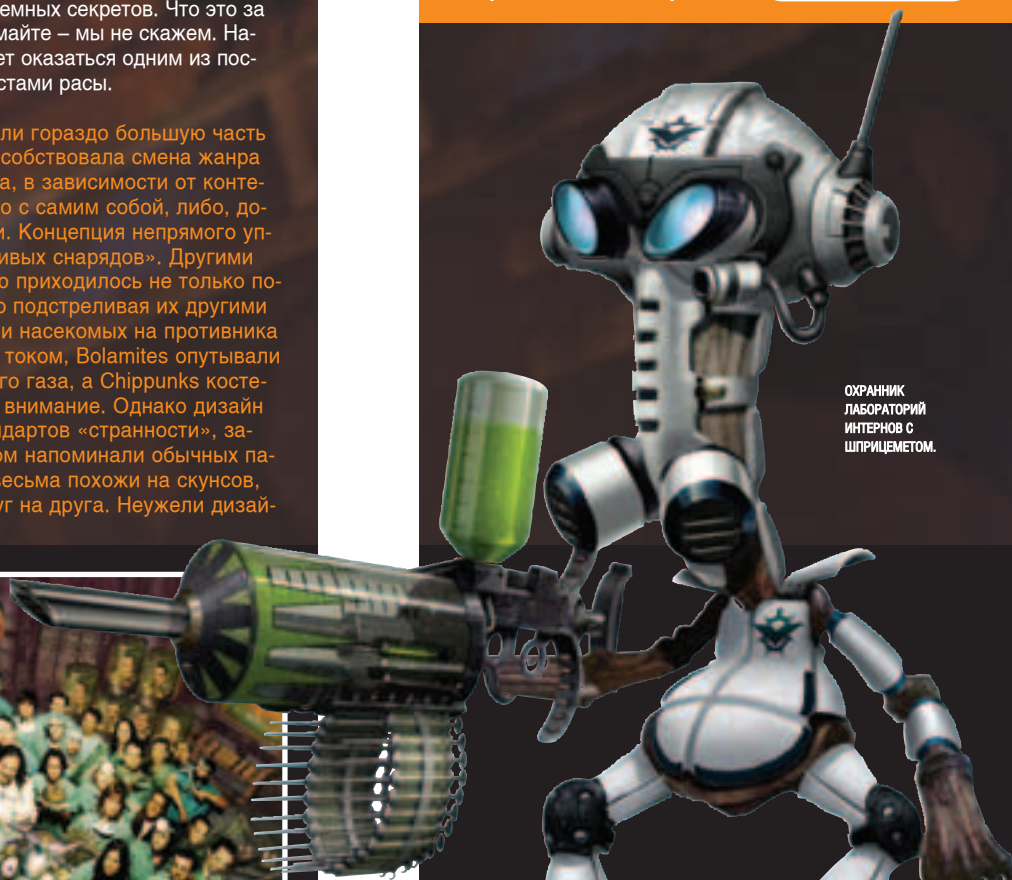 емных секретов. Что это за
майте – мы не скажем. На-
ет оказаться одним из пос-
стами расы.
ли гораздо большую часть
собствовала смена жанра
а, в зависимости от конте-
о с самим собой, либо, до-
и. Концепция непрямого уп-
ивых снарядов». Другими
о приходилось не только по-
о подстреливая их другими
и насекомых на противника
током, Bolamites опутывали
го газа, а Chippunks косте-
внимание. Однако дизайн
ндартов «странности», за-
ом напоминали обычных па-
весьма похожи на скунсов,
уг на друга. Неужели дизай-
ОХРАННИК
ЛАБОРАТОРИЙ
ИНТЕРНОВ С
ШПРИЦЕМЕТОМ.